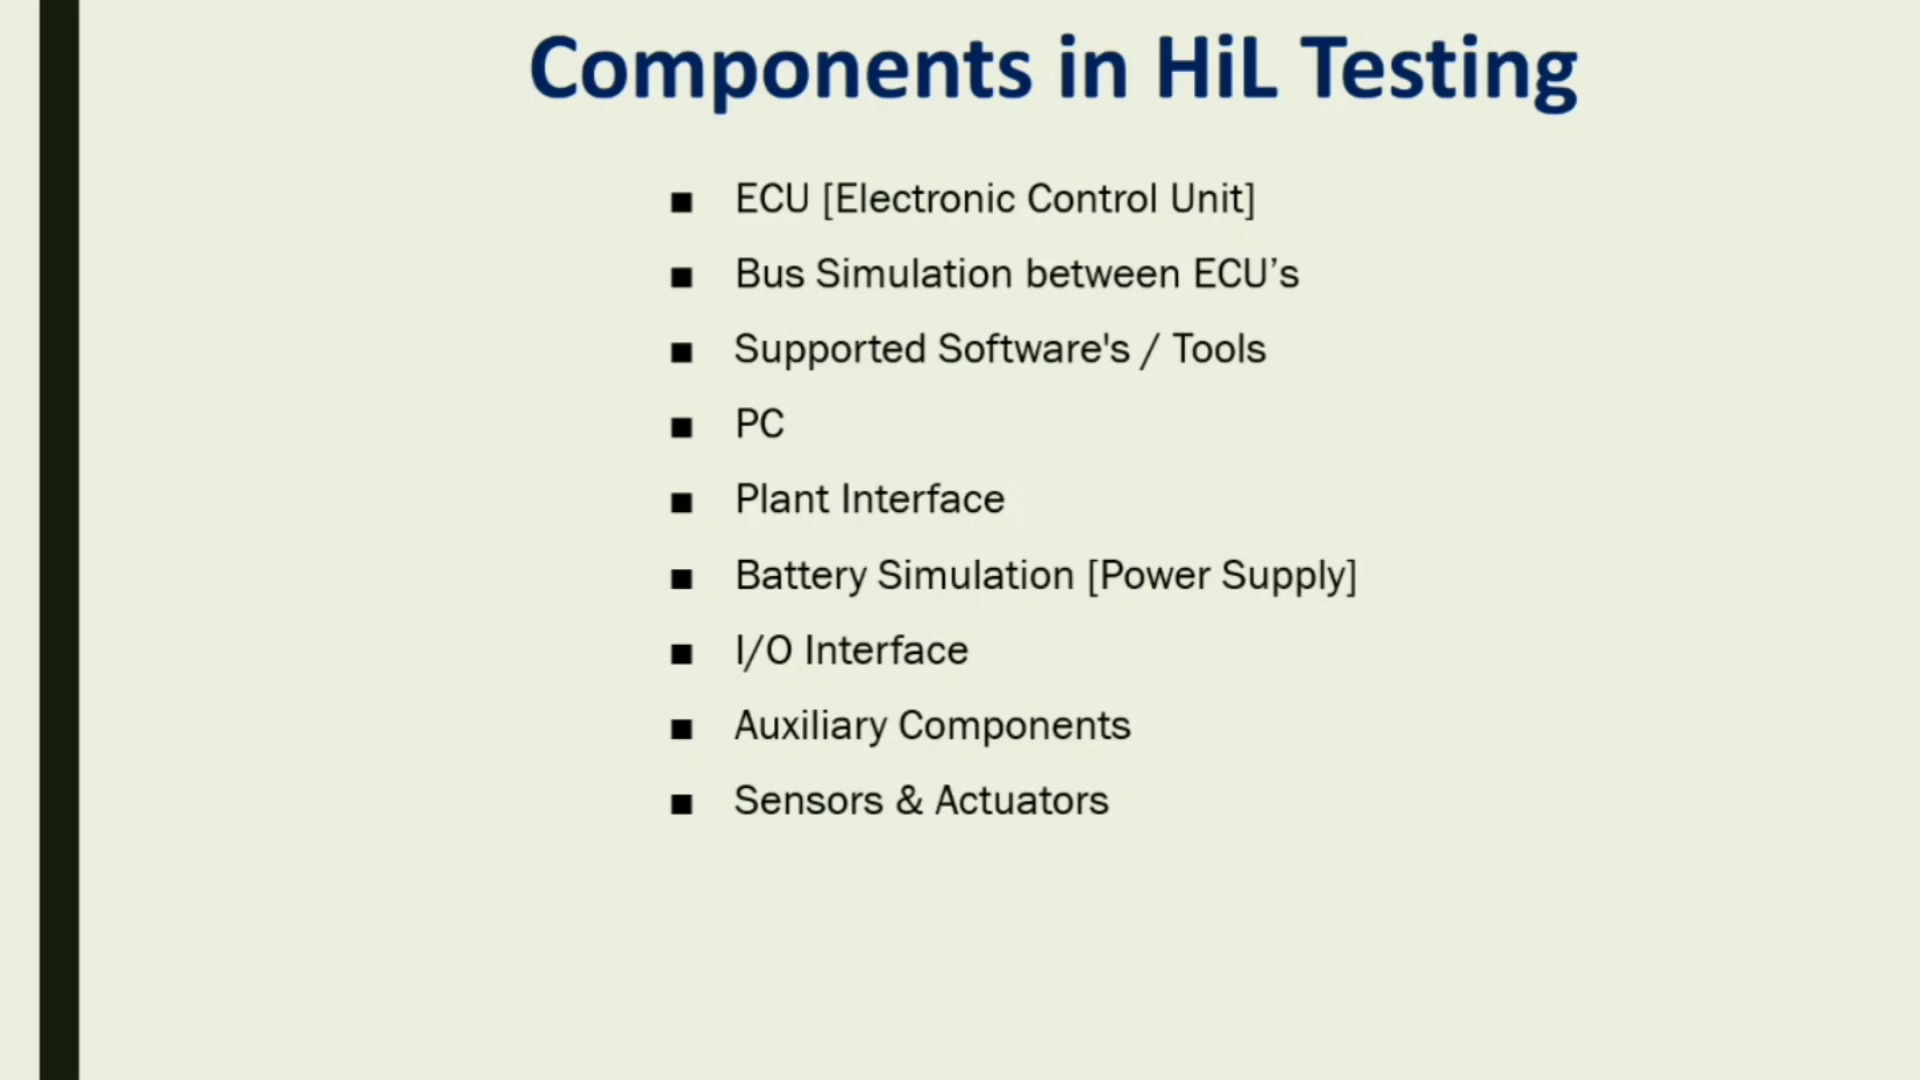 Components in HiL Testing
■ ECU [Electronic Control Unit]
■ Bus Simulation between ECU’s
■ Supported Software's / Tools
■ PC
■ Plant Interface
■ Battery Simulation [Power Supply]
■ I/O Interface
■ Auxiliary Components
■ Sensors & Actuators